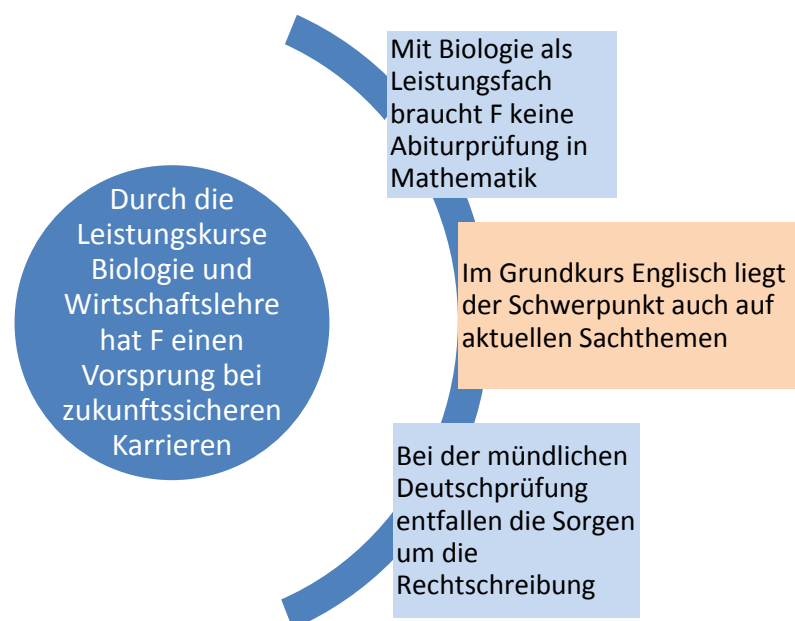 Durch die
Leistungskurse
Biologie und
Wirtschaftslehre
hat F einen
Vorsprung bei
zukunftssicheren
Karrieren
Mit Biologie als
Leistungsfach
braucht F keine
Abiturprüfung in
Mathematik
Im Grundkurs Englisch liegt
der Schwerpunkt auch auf
aktuellen Sachthemen
Bei der mündlichen
Deutschprüfung
entfallen die Sorgen
um die
Rechtschreibung